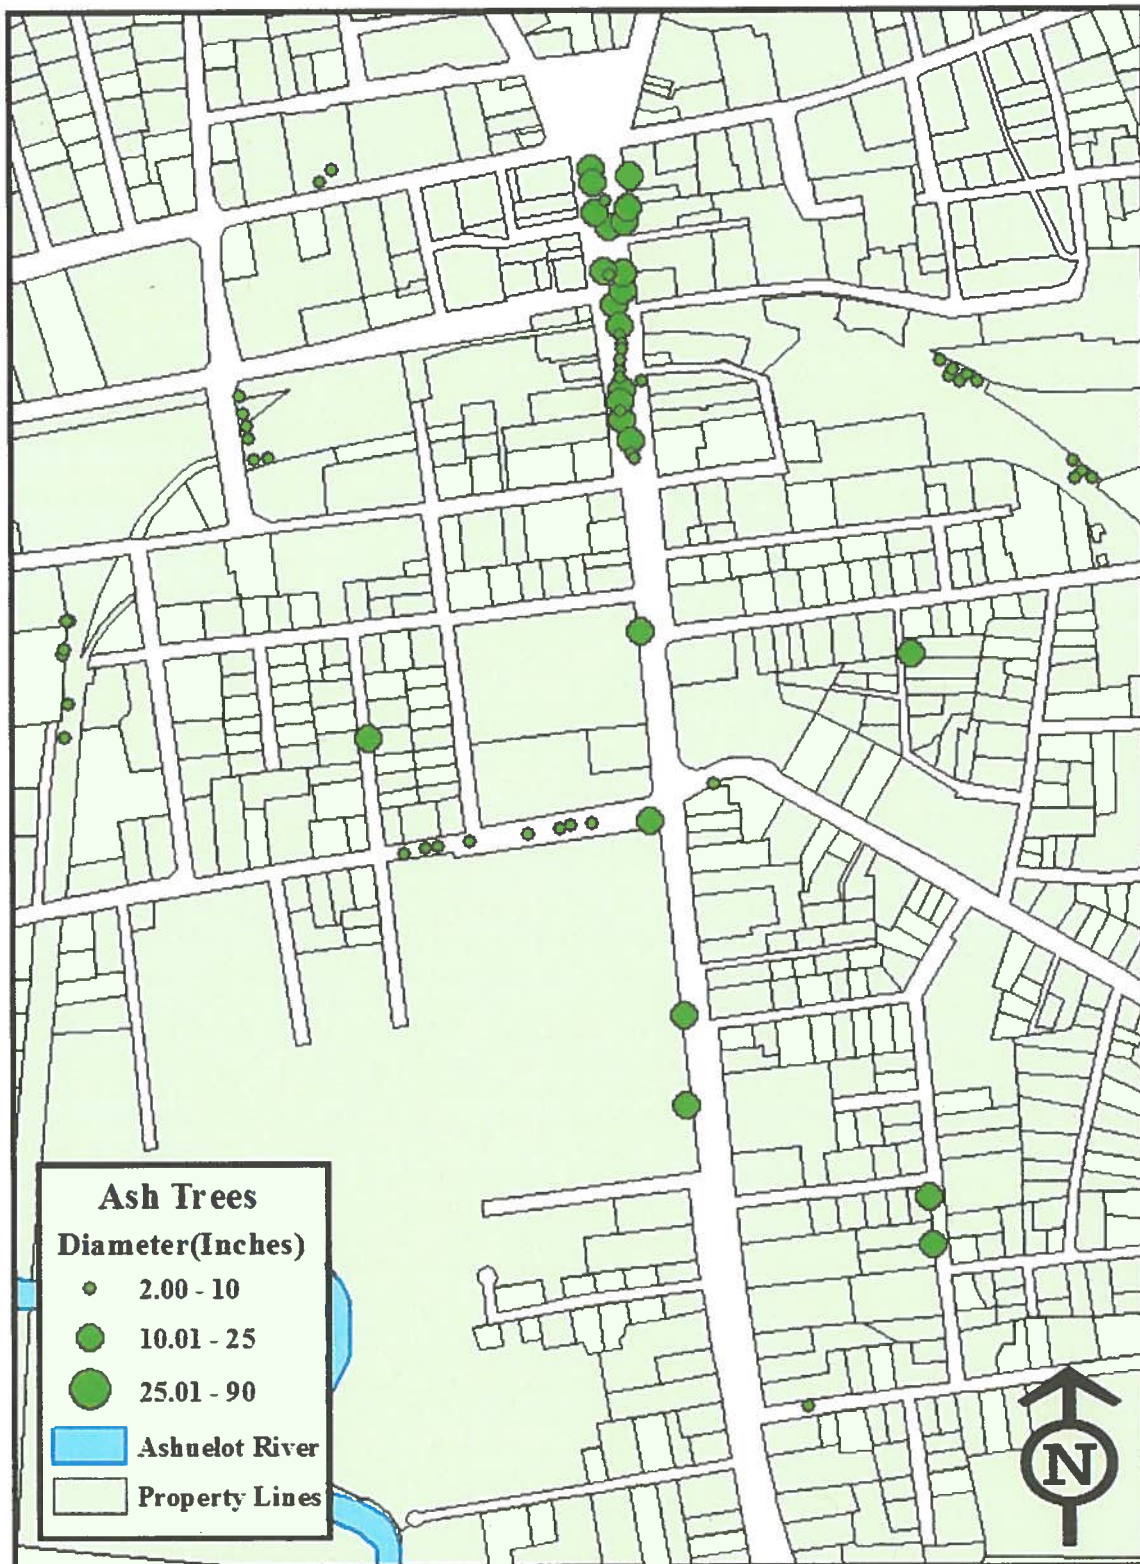 Ash Trees
Diameter(Inches)
2.00 - 10
10.01 - 25
25.01 - 90
Ashuelot River
Property Lines
N